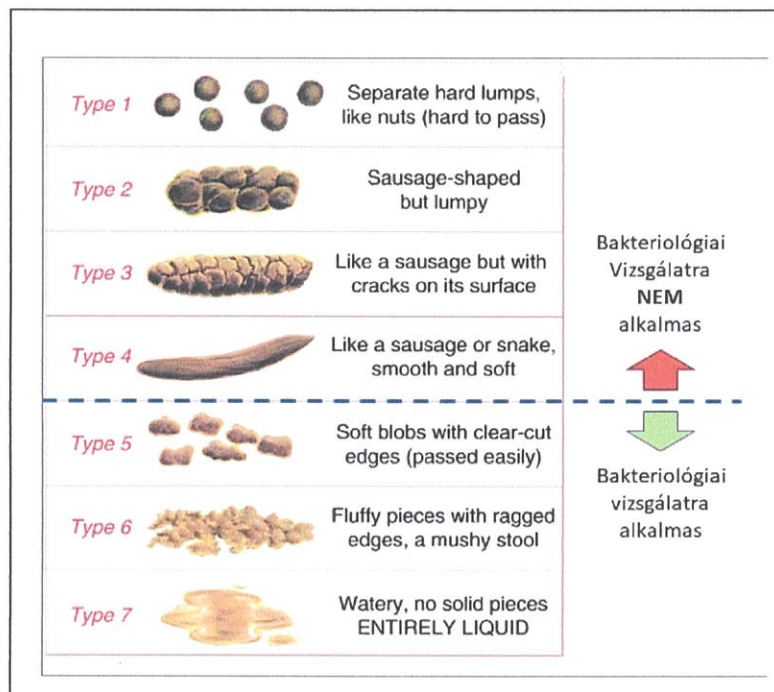 Type 1
Separate hard lumps,
like nuts (hard to pass)
Type 2
Sausage-shaped
but lumpy
Type 3
Like a sausage but with
cracks on its surface
Type 4
Like a sausage or snake,
smooth and soft
Bakteriológiai
Vizsgálatra
NEM
alkalmas
Type 5
Soft blobs with clear-cut
edges (passed easily)
Type 6
Fluffy pieces with ragged
edges, a mushy stool
Type 7
Watery, no solid pieces
ENTIRELY LIQUID
Bakteriológiai
vizsgálatra
alkalmas